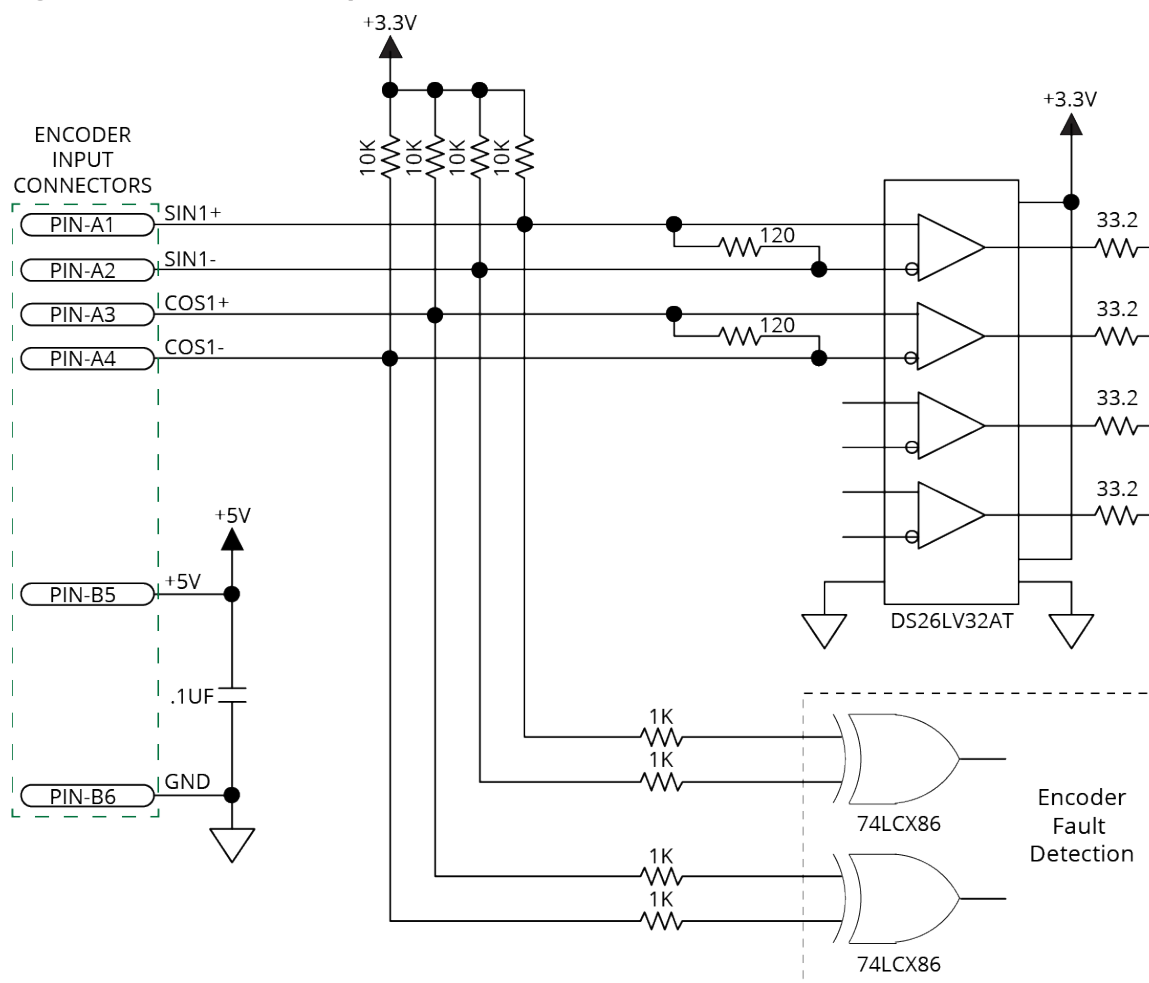 +3.3V
+3.3V
ENCODER
INPUT
CONNECTORS
10K
10K
10K
10K
PIN-A1
SIN1+
120
33.2
PIN-A2
SIN1-
PIN-A3
COS1+
120
33.2
PIN-A4
COS1-
33.2
33.2
+5V
PIN-B5
+5V
DS26LV32AT
.1UF
1K
1K
PIN-B6
GND
74LCX86
Encoder
Fault
Detection
1K
1K
74LCX86